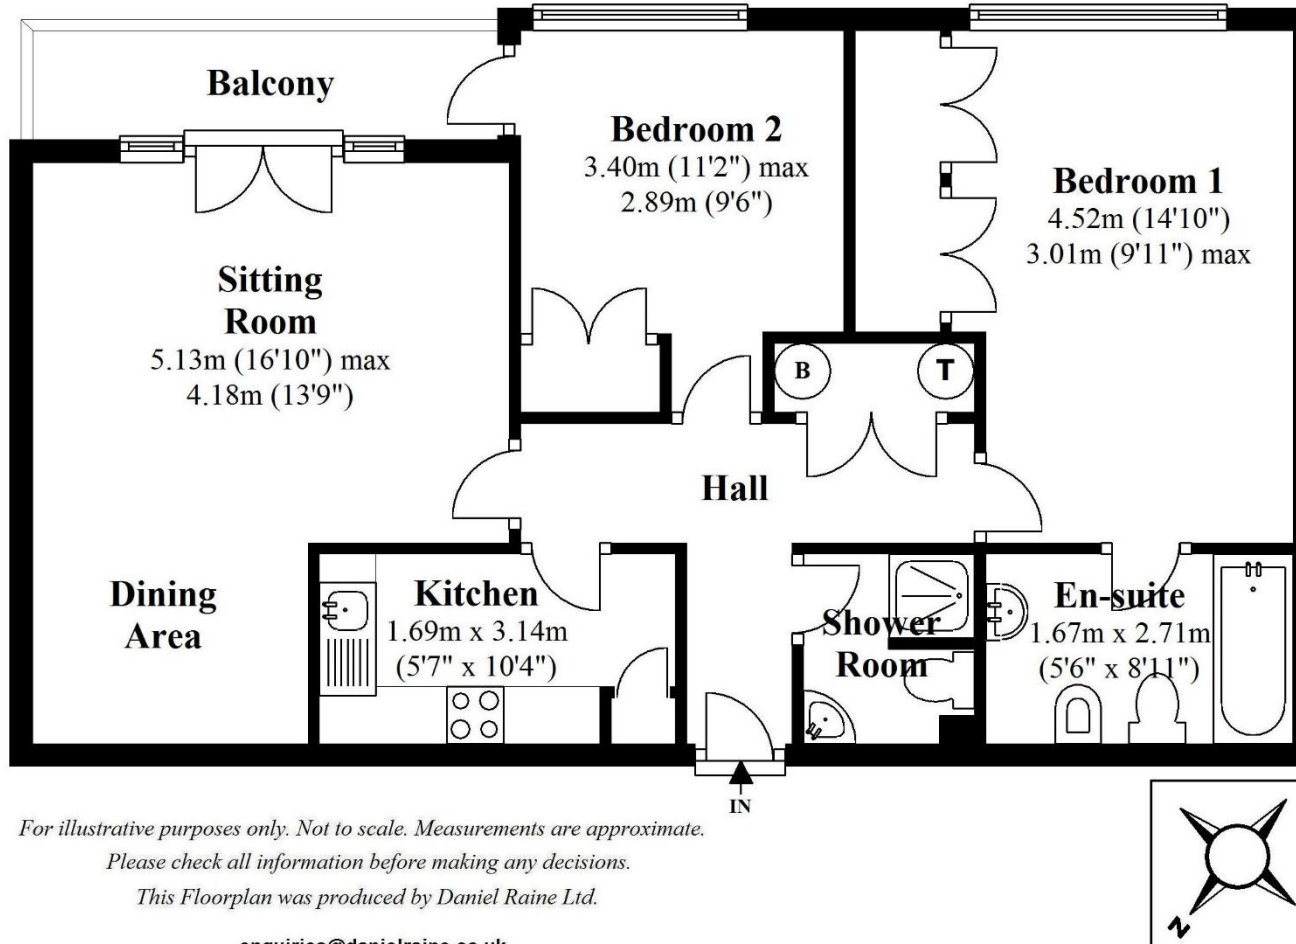 Balcony
Bedroom 2
3.40m (11'2") max
2.89m (9'6")
Bedroom 1
4.52m (14'10")
3.01m (9'11") max
Sitting
Room
5.13m (16'10") max
4.18m (13'9")
B
T
Hall
Dining
Area
Kitchen
1.69m x 3.14m
(5'7" x 10'4")
Shower
Room
En-suite
1.67m x 2.71m
(5'6" x 8'11")
IN
For illustrative purposes only. Not to scale. Measurements are approximate.
Please check all information before making any decisions.
This Floorplan was produced by Daniel Raine Ltd.
enquiries@danielraine.co.uk
N